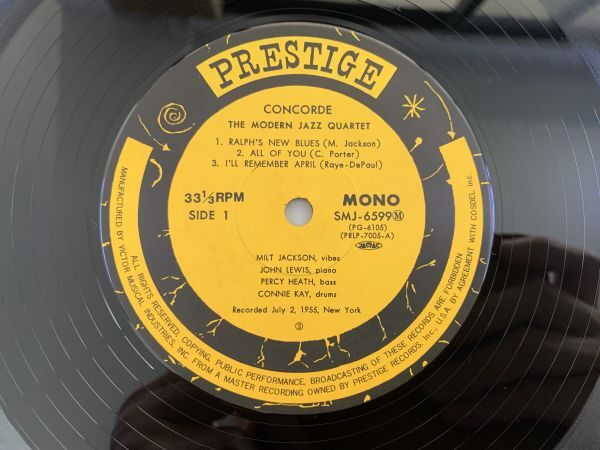 PRESTIGE
CONCORDE
THE MODERN JAZZ QUARTET
1. RALPH'S NEW BLUES (M. Jackson)
2. ALL OF YOU (C. Porter)
3. I'LL REMEMBER APRIL (Raye-DePaul)
33⅓RPM
SIDE 1
MONO
SMJ-6599Ⓜ
(PG-6105)
(PRLP-7005-A)
JASRAC
MILT JACKSON, vibes
JOHN LEWIS, piano
PERCY HEATH, bass
CONNIE KAY, drums
Recorded July 2, 1955, New York
Ⓢ
MANUFACTURED BY VICTOR MUSICAL INDUSTRIES, INC. FROM A MASTER RECORDING OWNED BY PRESTIGE RECORDS, Inc. U.S.A. BY AGREEMENT WITH COSDEL Inc.
ALL RIGHTS RESERVED, COPYING, PUBLIC PERFORMANCE, BROADCASTING OF THESE RECORDS ARE FORBIDDEN